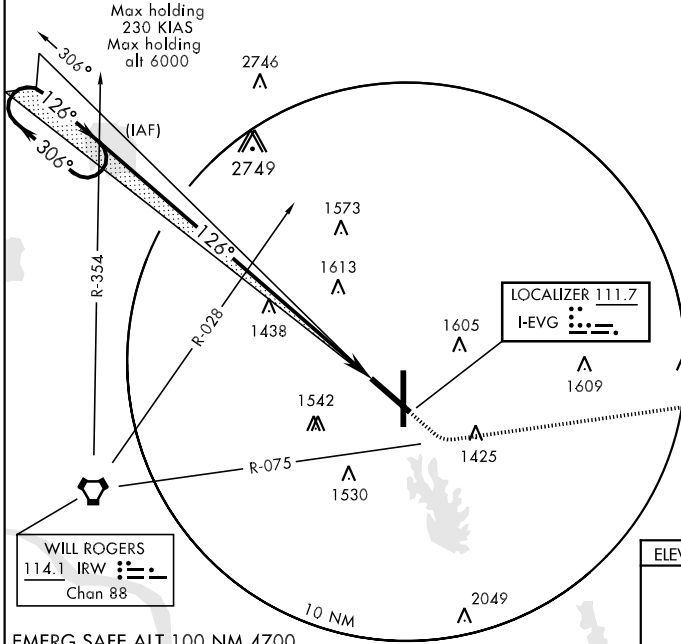 Max holding
230 KIAS
Max holding
alt 6000
306°
126°
(IAF)
306°
2746
2749
126°
1573
1613
R-354
R-028
1438
LOCALIZER 111.7
I-EVG
1605
1609
1542
1425
R-075
1530
WILL ROGERS
114.1 IRW
Chan 88
ELEV
10 NM
2049
EMERG SAFE ALT 100 NM 4700